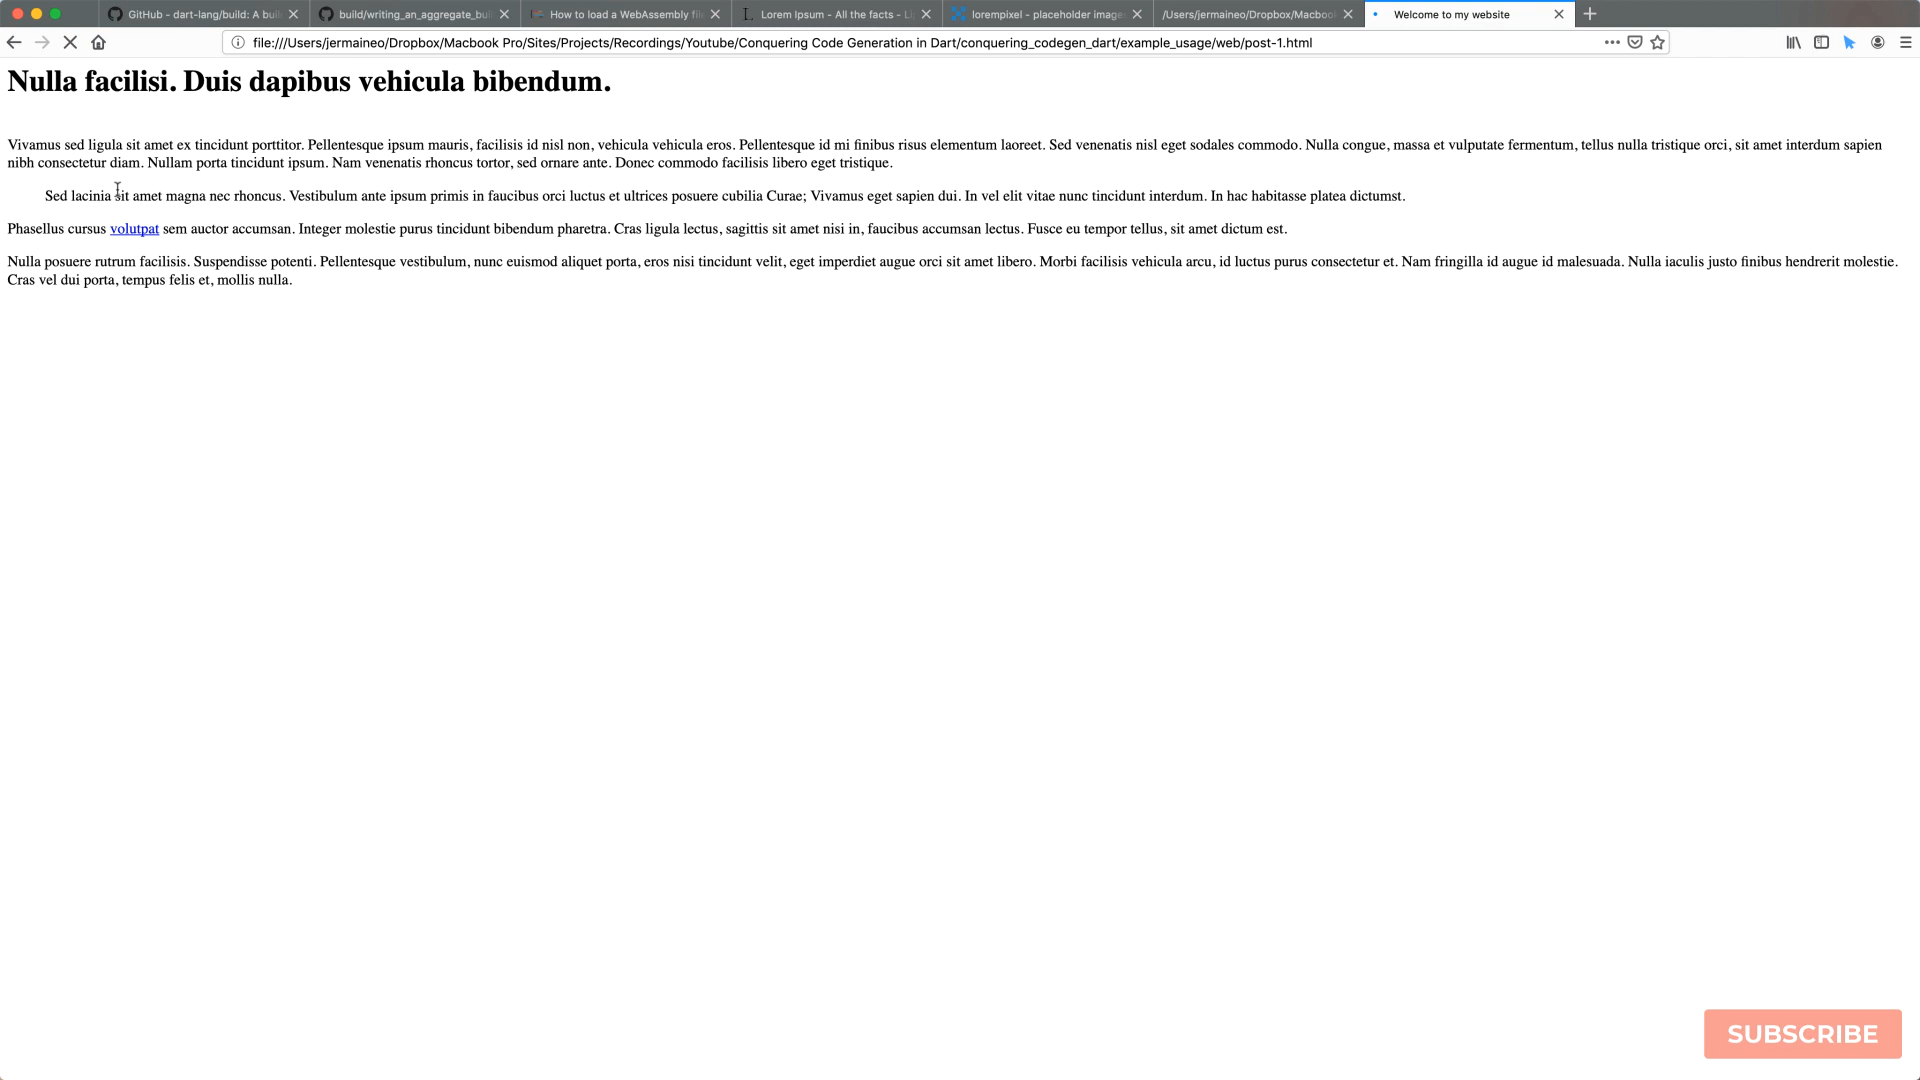 GitHub - dart-lang/build: A bui
build/writing_an_aggregate_bu
How to load a WebAssembly fil
Lorem Ipsum - All the facts - Li
lorempixel - placeholder image
/Users/jermaineo/Dropbox/Macboo
Welcome to my website
file:///Users/jermaineo/Dropbox/Macbook Pro/Sites/Projects/Recordings/Youtube/Conquering Code Generation in Dart/conquering_codegen_dart/example_usage/web/post-1.html
Nulla facilisi. Duis dapibus vehicula bibendum.
Vivamus sed ligula sit amet ex tincidunt porttitor. Pellentesque ipsum mauris, facilisis id nisl non, vehicula vehicula eros. Pellentesque id mi finibus risus elementum laoreet. Sed venenatis nisl eget sodales commodo. Nulla congue, massa et vulputate fermentum, tellus nulla tristique orci, sit amet interdum sapien
nibh consectetur diam. Nullam porta tincidunt ipsum. Nam venenatis rhoncus tortor, sed ornare ante. Donec commodo facilisis libero eget tristique.
Sed lacinia sit amet magna nec rhoncus. Vestibulum ante ipsum primis in faucibus orci luctus et ultrices posuere cubilia Curae; Vivamus eget sapien dui. In vel elit vitae nunc tincidunt interdum. In hac habitasse platea dictumst.
Phasellus cursus volutpat sem auctor accumsan. Integer molestie purus tincidunt bibendum pharetra. Cras ligula lectus, sagittis sit amet nisi in, faucibus accumsan lectus. Fusce eu tempor tellus, sit amet dictum est.
Nulla posuere rutrum facilisis. Suspendisse potenti. Pellentesque vestibulum, nunc euismod aliquet porta, eros nisi tincidunt velit, eget imperdiet augue orci sit amet libero. Morbi facilisis vehicula arcu, id luctus purus consectetur et. Nam fringilla id augue id malesuada. Nulla iaculis justo finibus hendrerit molestie.
Cras vel dui porta, tempus felis et, mollis nulla.
SUBSCRIBE